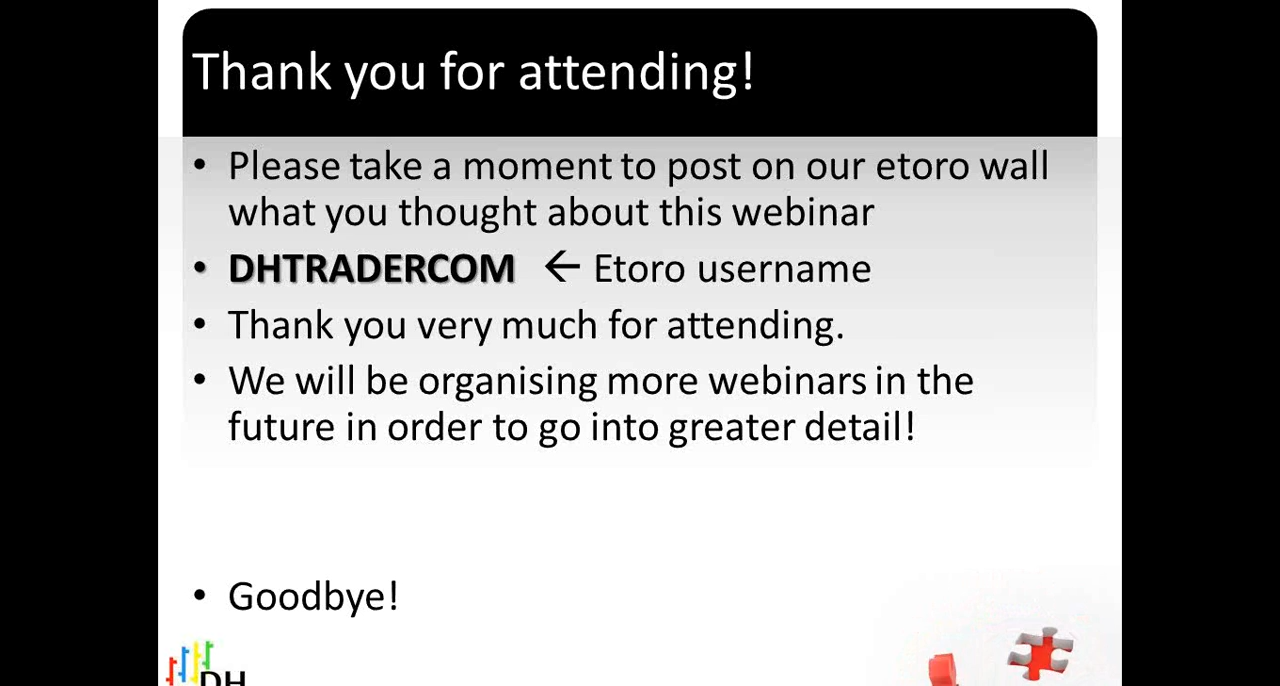 Thank you for attending!
• Please take a moment to post on our etoro wall
what you thought about this webinar
• DHTRADERCOM ← Etoro username
• Thank you very much for attending.
• We will be organising more webinars in the
future in order to go into greater detail!
• Goodbye!
DH